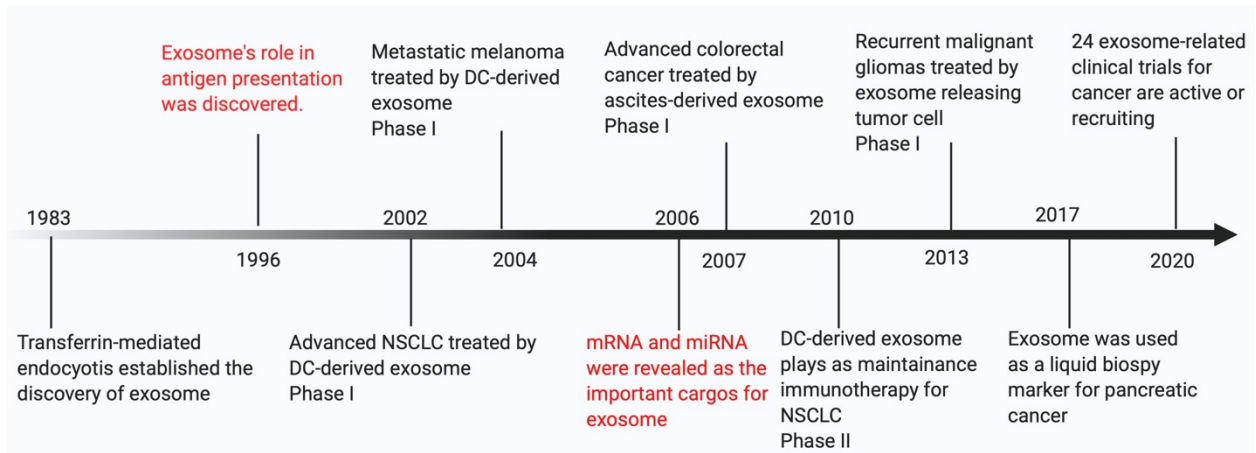 Exosome's role in
antigen presentation
was discovered.
Metastatic melanoma
treated by DC-derived
exosome
Phase I
Advanced colorectal
cancer treated by
ascites-derived exosome
Phase I
Recurrent malignant
gliomas treated by
exosome releasing
tumor cell
Phase I
24 exosome-related
clinical trials for
cancer are active or
recruiting
1983
2002
2006
2010
2017
1996
2004
2007
2013
2020
Transferrin-mediated
endocyotis established the
discovery of exosome
Advanced NSCLC treated by
DC-derived exosome
Phase I
mRNA and miRNA
were revealed as the
important cargos for
exosome
DC-derived exosome
plays as maintainance
immunotherapy for
NSCLC
Phase II
Exosome was used
as a liquid biospy
marker for pancreatic
cancer